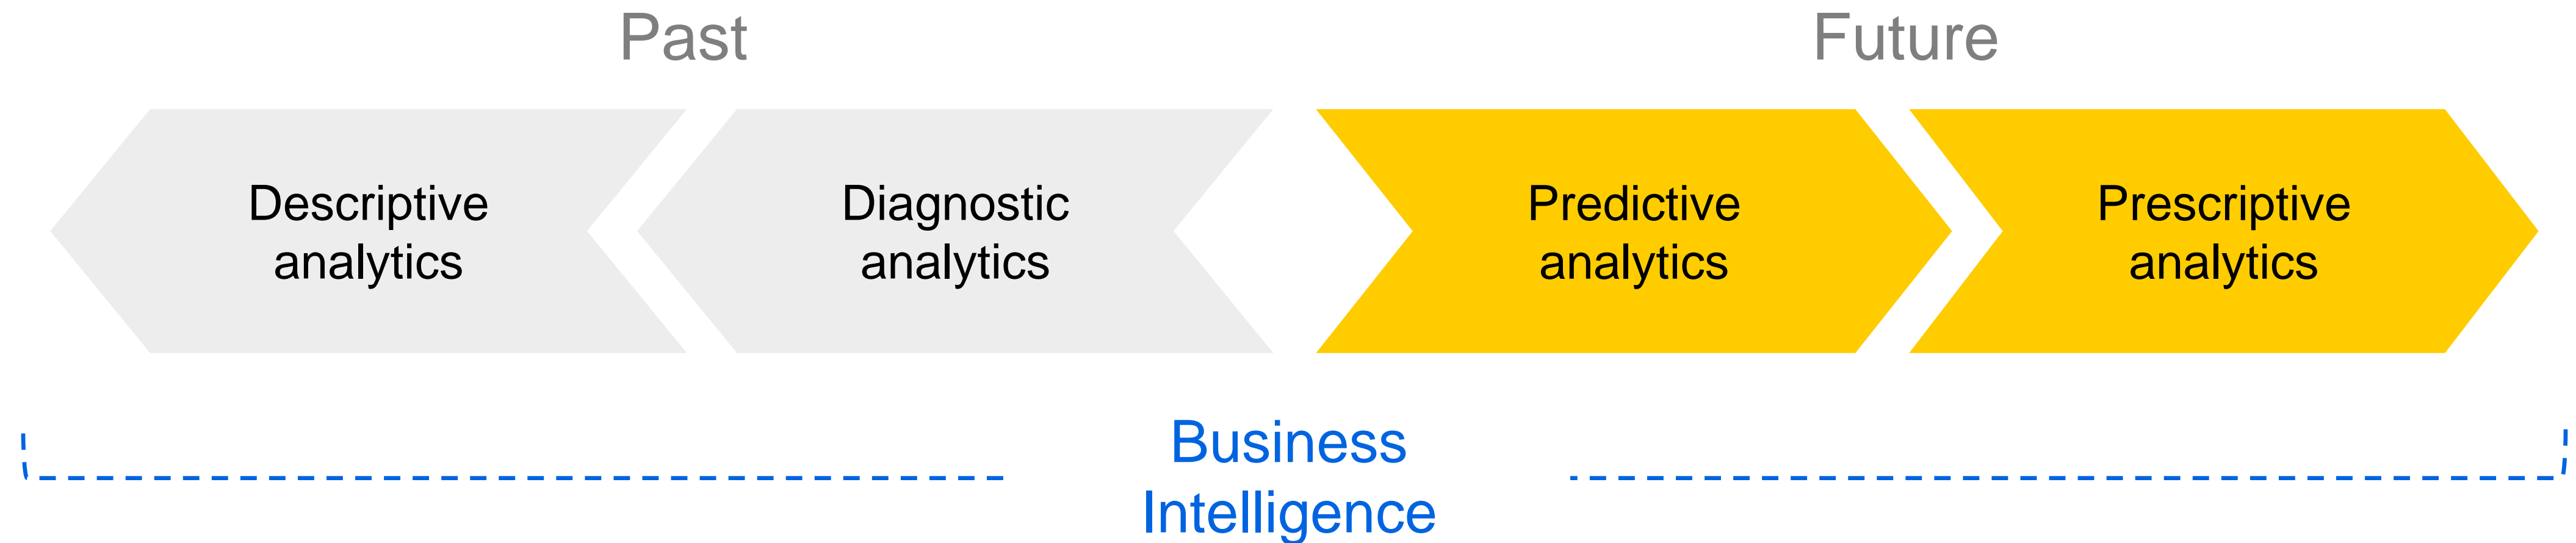 Past
Future
Descriptive
analytics
Diagnostic
analytics
Predictive
analytics
Prescriptive
analytics
Business
Intelligence